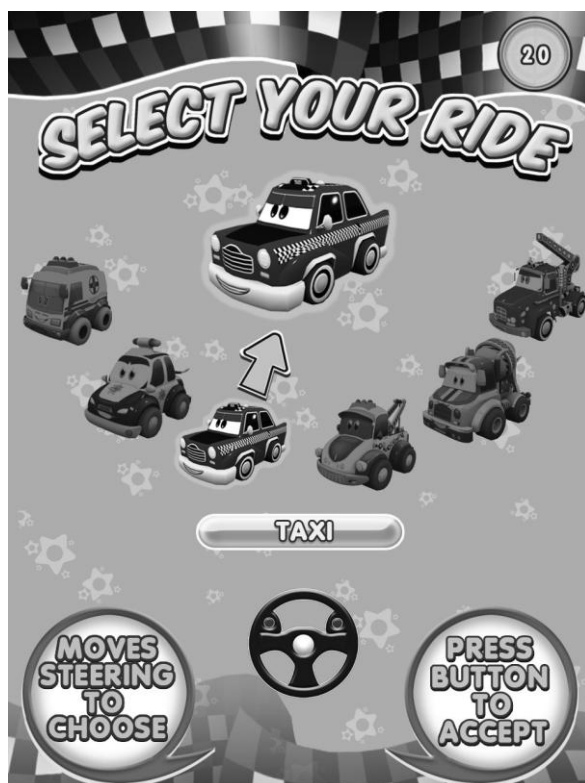 20
SELECT YOUR RIDE
TAXI
MOVES
STEERING
TO
CHOOSE
PRESS
BUTTON
TO
ACCEPT